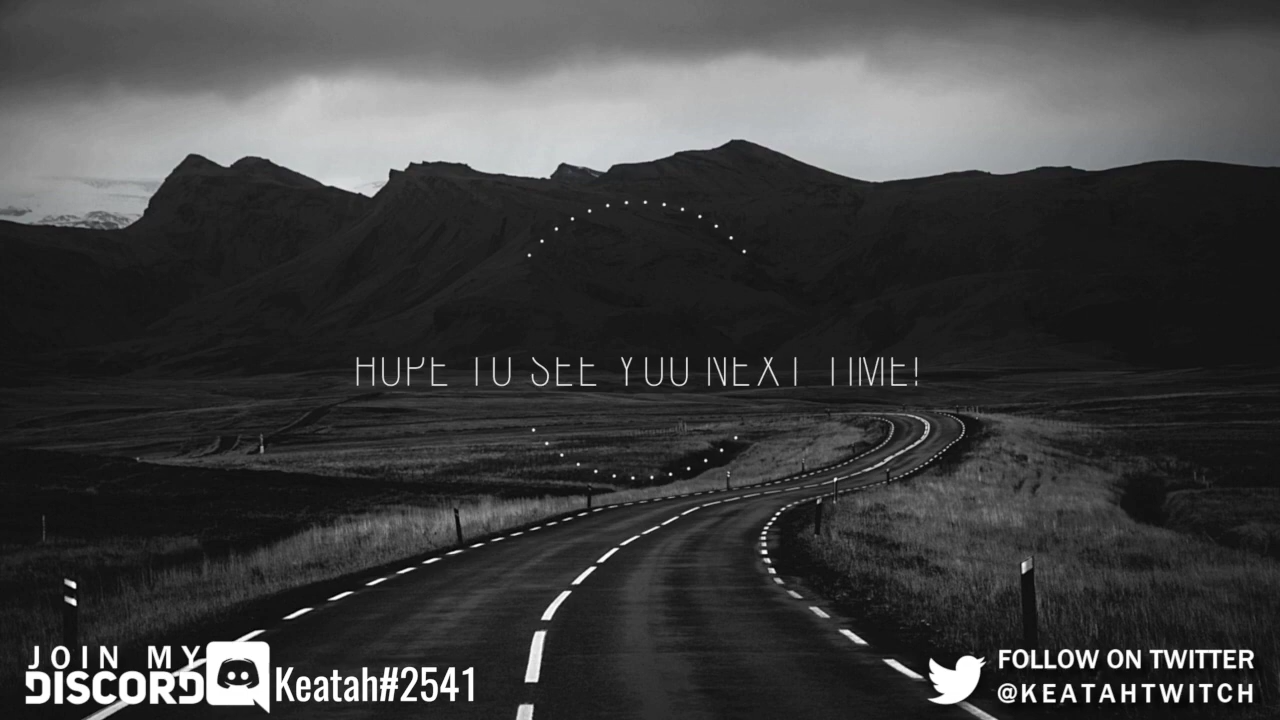 HOPE TO SEE YOU NEXT TIME!
JOIN MY
DISCORD
Keatah#2541
FOLLOW ON TWITTER
@KEATAHTWITCH